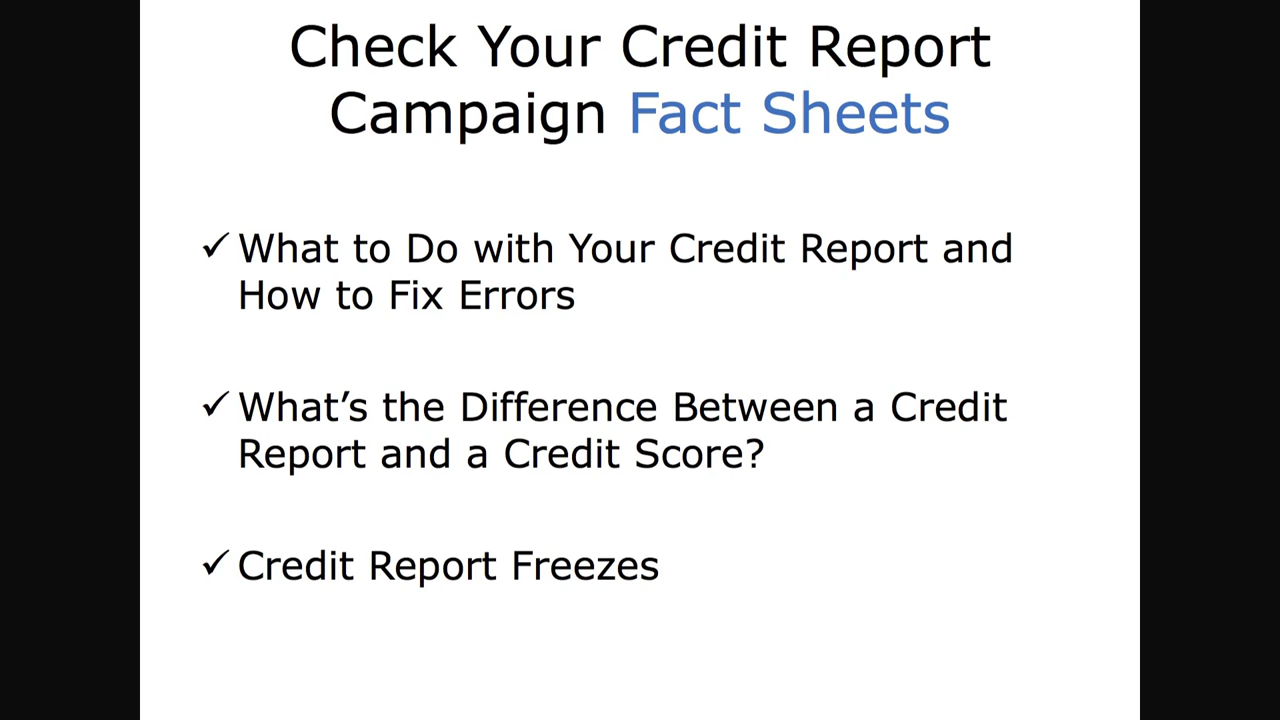 Check Your Credit Report
Campaign Fact Sheets
✓ What to Do with Your Credit Report and
How to Fix Errors
✓ What’s the Difference Between a Credit
Report and a Credit Score?
✓ Credit Report Freezes